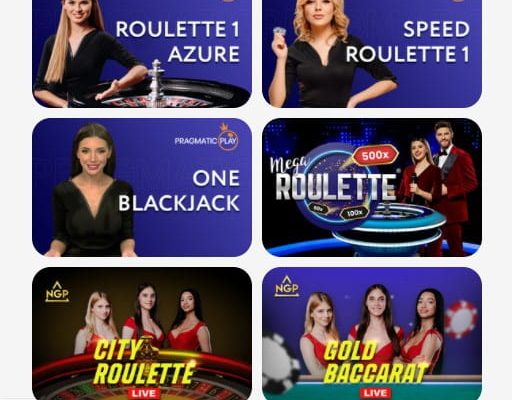 ROULETTE 1
AZURE
SPEED
ROULETTE 1
PRAGMATIC PLAY
ONE
BLACKJACK
Mega
ROULETTE
500x
50x
100x
NGP
CITY
ROULETTE
LIVE
NGP
GOLD
BACCARAT
LIVE